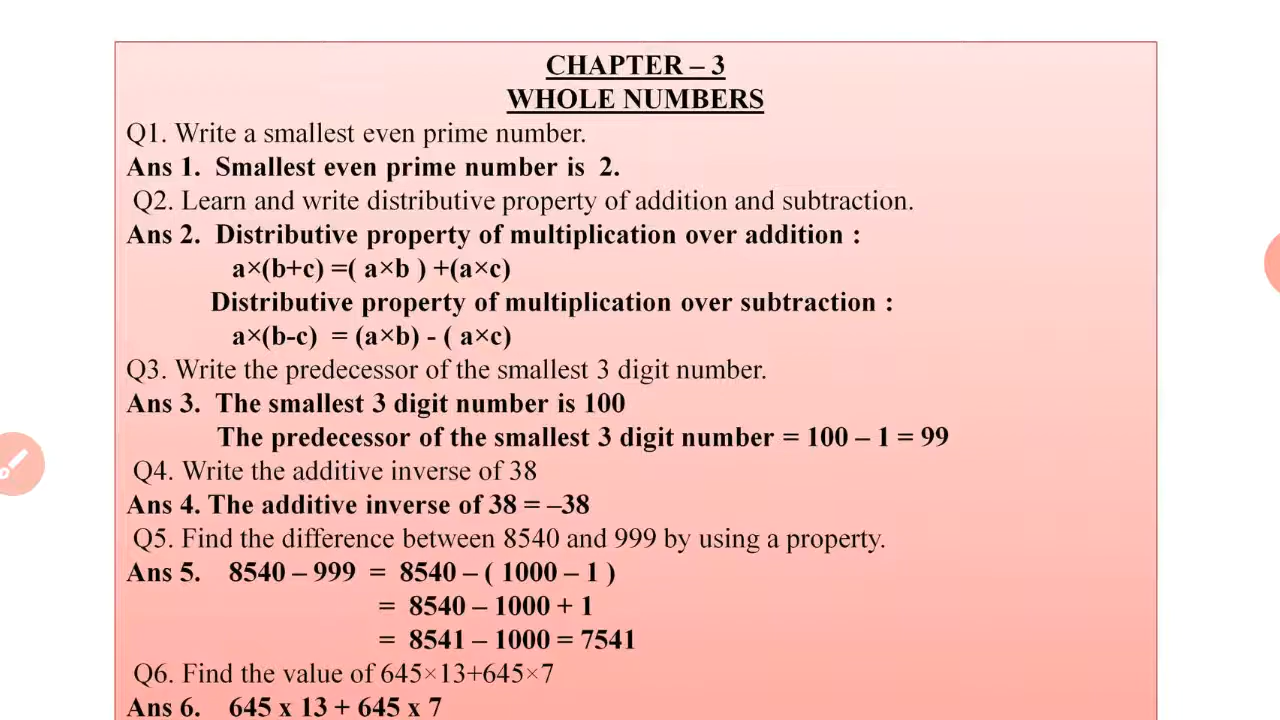 CHAPTER – 3
WHOLE NUMBERS
Q1. Write a smallest even prime number.
Ans 1.  Smallest even prime number is  2.
Q2. Learn and write distributive property of addition and subtraction.
Ans 2.  Distributive property of multiplication over addition :
a×(b+c) =( a×b ) +(a×c)
Distributive property of multiplication over subtraction :
a×(b-c)  = (a×b) - ( a×c)
Q3. Write the predecessor of the smallest 3 digit number.
Ans 3.  The smallest 3 digit number is 100
The predecessor of the smallest 3 digit number = 100 – 1 = 99
Q4. Write the additive inverse of 38
Ans 4. The additive inverse of 38 = –38
Q5. Find the difference between 8540 and 999 by using a property.
Ans 5.    8540 – 999  =  8540 – ( 1000 – 1 )
=  8540 – 1000 + 1
=  8541 – 1000 = 7541
Q6. Find the value of 645×13+645×7
Ans 6.    645 x 13 + 645 x 7